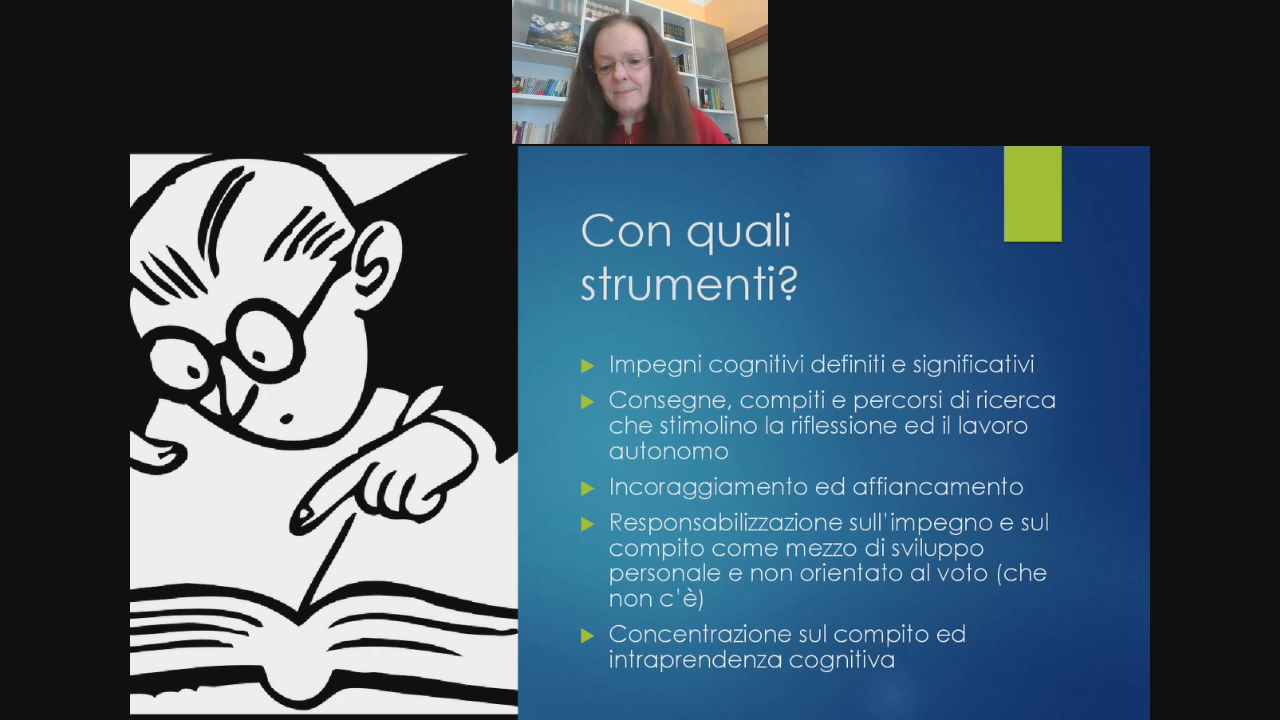 Con quali
strumenti?
Impegni cognitivi definiti e significativi
Consegne, compiti e percorsi di ricerca
che stimolino la riflessione ed il lavoro
autonomo
Incoraggiamento ed affiancamento
Responsabilizzazione sull'impegno e sul
compito come mezzo di sviluppo
personale e non orientato al voto (che
non c'è)
Concentrazione sul compito ed
intraprendenza cognitiva